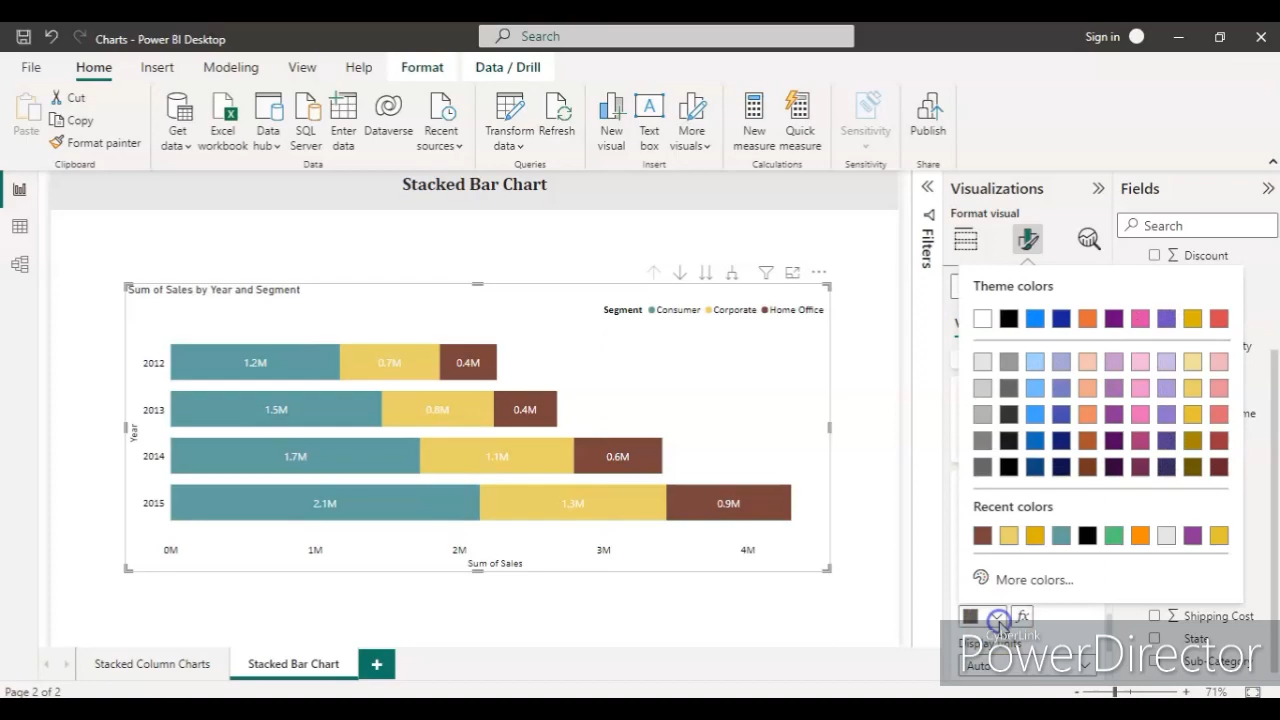 Charts - Power BI Desktop
Search
Sign in
File Home Insert Modeling View Help Format Data / Drill
Paste
Cut
Copy
Format painter
Clipboard
Get data
Excel workbook
Data hub
SQL Server
Enter data
Dataverse
Recent sources
Data
Transform data
Refresh
Queries
New visual
Text box
More visuals
Insert
New measure
Quick measure
Calculations
Sensitivity
Sensitivity
Publish
Share
Stacked Bar Chart
Sum of Sales by Year and Segment
Segment Consumer Corporate Home Office
2012 1.2M 0.7M 0.4M
2013 1.5M 0.8M 0.4M
2014 1.7M 1.1M 0.6M
2015 2.1M 1.3M 0.9M
Year
0M 1M 2M 3M 4M
Sum of Sales
Filters
Visualizations
Format visual
Theme colors
Recent colors
More colors...
fx
Auto
Fields
Search
Σ Discount
Σ Shipping Cost
State
Sub-Category
CyberLink
PowerDirector
Stacked Column Charts
Stacked Bar Chart
Page 2 of 2
- + 71%